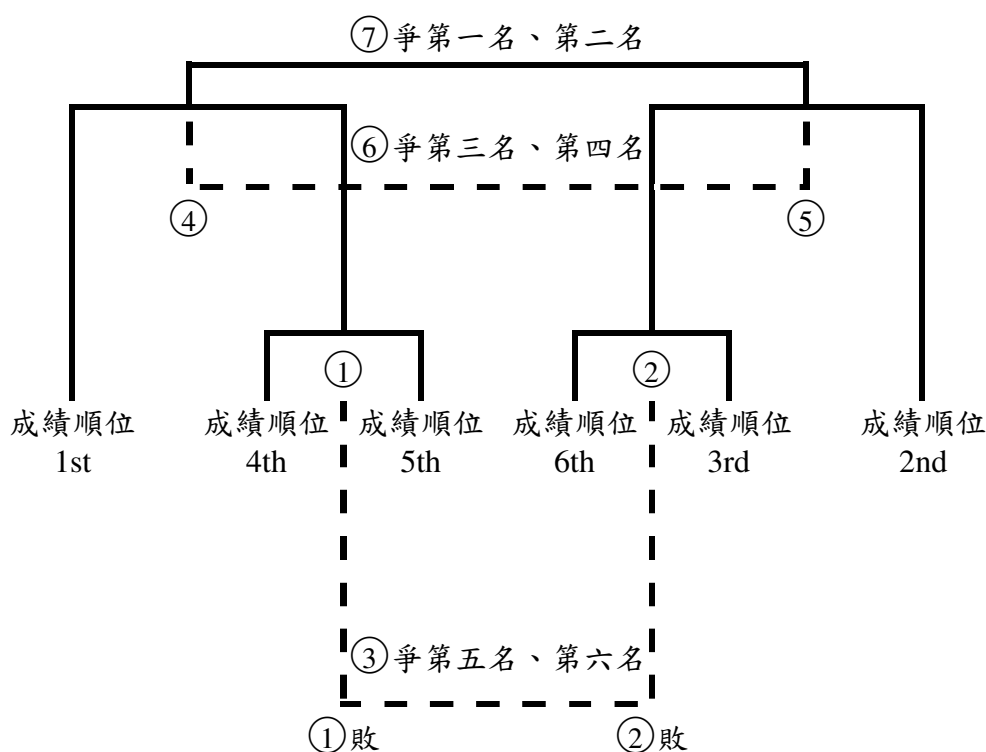 ⑦爭第一名、第二名
⑥爭第三名、第四名
④ ⑤
① ②
成績順位 成績順位 成績順位 成績順位 成績順位 成績順位
1st 4th 5th 6th 3rd 2nd
③爭第五名、第六名
①敗 ②敗